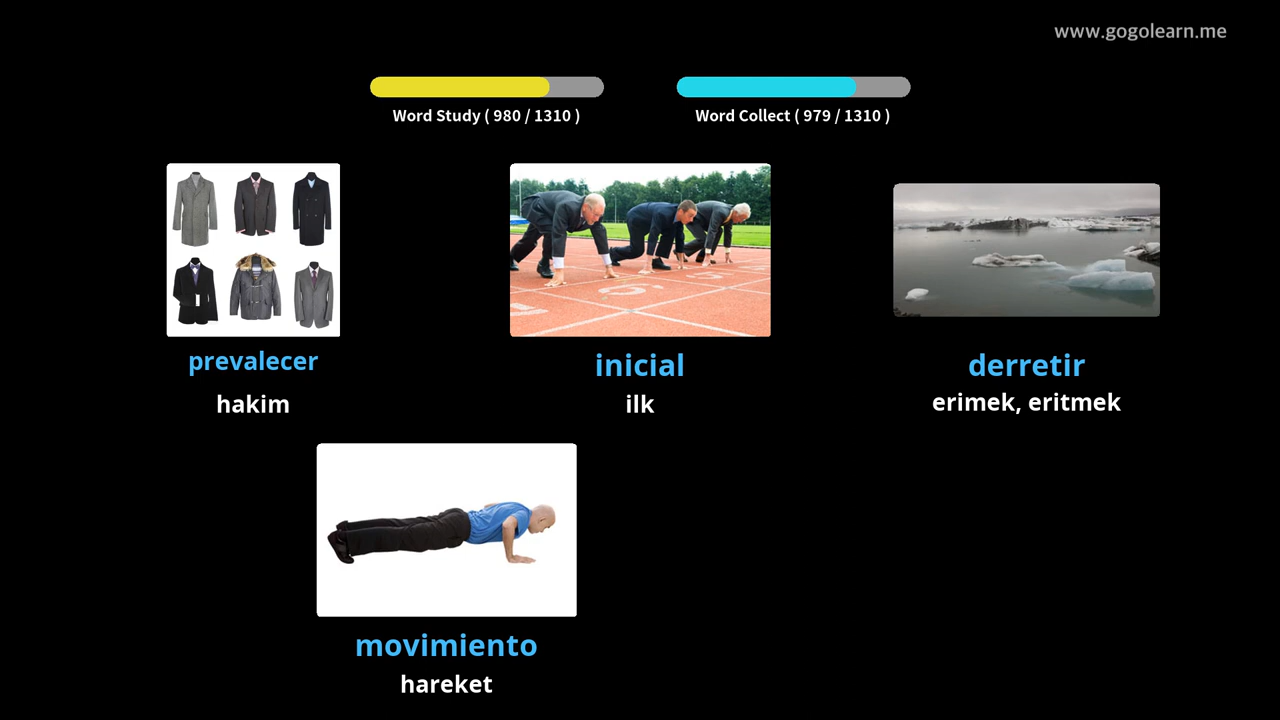 www.gogolearn.me
Word Study ( 980 / 1310 )
Word Collect ( 979 / 1310 )
prevalecer
hakim
inicial
ilk
derretir
erimek, eritmek
movimiento
hareket